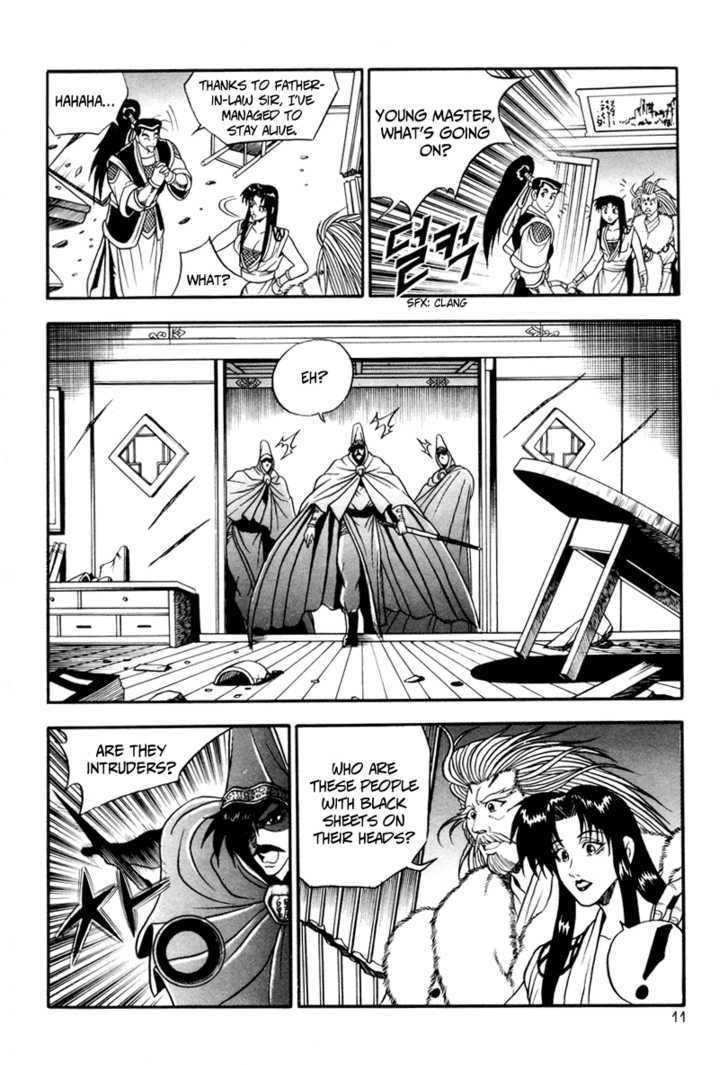 HAHAHA...
THANKS TO FATHER-
IN-LAW SIR, I'VE
MANAGED TO
STAY ALIVE.
WHAT?
YOUNG MASTER,
WHAT'S GOING
ON?
덜컥
SFX: CLANG
EH?
ARE THEY
INTRUDERS?
WHO ARE
THESE PEOPLE
WITH BLACK
SHEETS ON
THEIR HEADS?
!
11